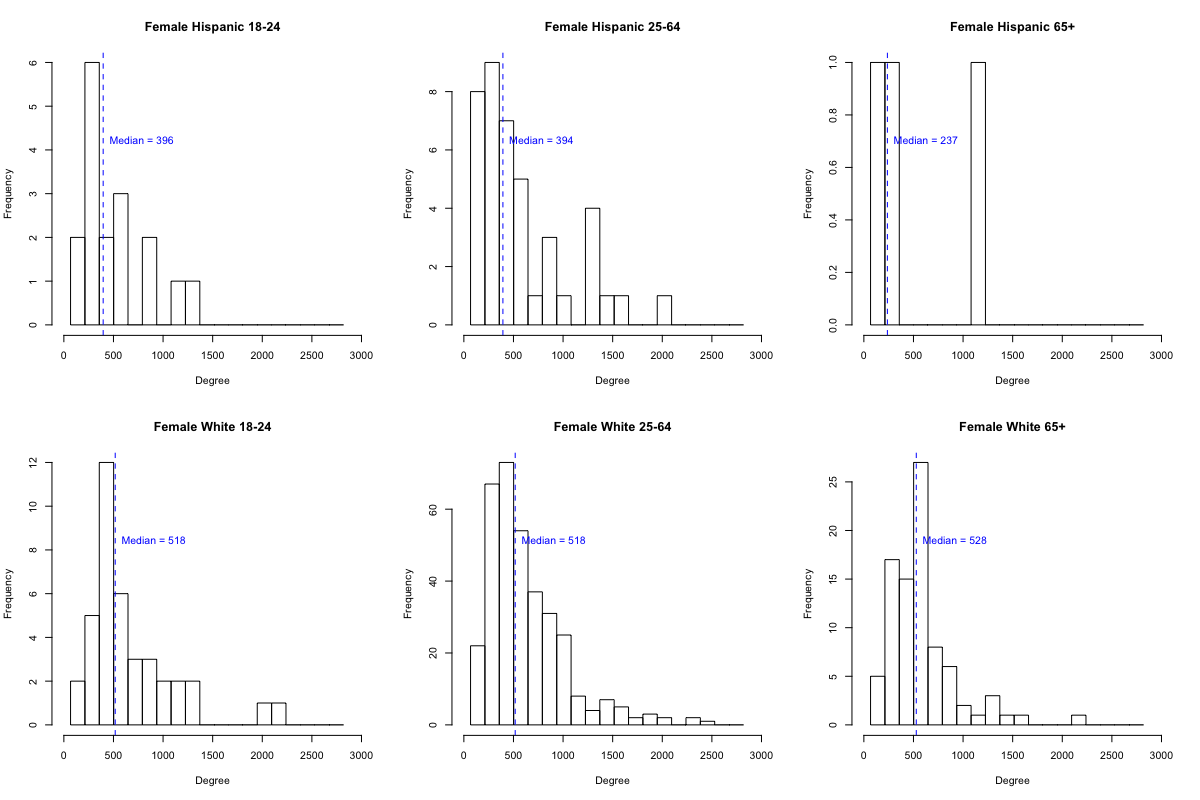 Female Hispanic 18-24
Frequency
0 1 2 3 4 5 6
Median = 396
0 500 1000 1500 2000 2500 3000
Degree
Female Hispanic 25-64
Frequency
0 2 4 6 8
Median = 394
0 500 1000 1500 2000 2500 3000
Degree
Female Hispanic 65+
Frequency
0.0 0.2 0.4 0.6 0.8 1.0
Median = 237
0 500 1000 1500 2000 2500 3000
Degree
Female White 18-24
Frequency
0 2 4 6 8 10 12
Median = 518
0 500 1000 1500 2000 2500 3000
Degree
Female White 25-64
Frequency
0 20 40 60
Median = 518
0 500 1000 1500 2000 2500 3000
Degree
Female White 65+
Frequency
0 5 10 15 20 25
Median = 528
0 500 1000 1500 2000 2500 3000
Degree